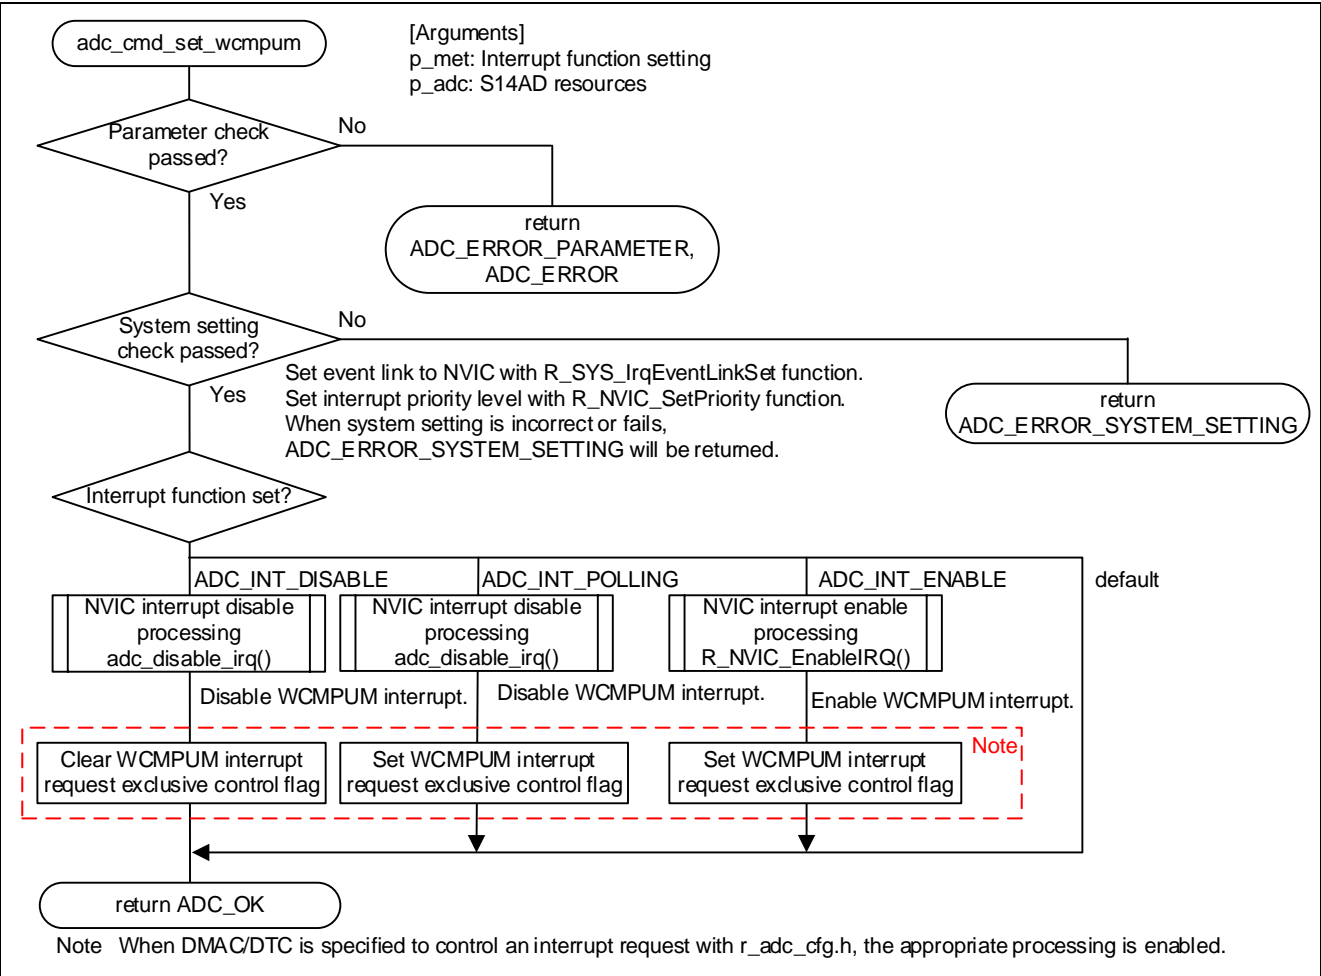 adc_cmd_set_wcmpum
[Arguments]
p_met: Interrupt function setting
p_adc: S14AD resources
Parameter check
passed?
No
Yes
return
ADC_ERROR_PARAMETER,
ADC_ERROR
System setting
check passed?
No
Yes
Set event link to NVIC with R_SYS_IrqEventLinkSet function.
Set interrupt priority level with R_NVIC_SetPriority function.
When system setting is incorrect or fails,
ADC_ERROR_SYSTEM_SETTING will be returned.
return
ADC_ERROR_SYSTEM_SETTING
Interrupt function set?
ADC_INT_DISABLE
NVIC interrupt disable
processing
adc_disable_irq()
Disable WCMPUM interrupt.
Clear WCMPUM interrupt
request exclusive control flag
ADC_INT_POLLING
NVIC interrupt disable
processing
adc_disable_irq()
Disable WCMPUM interrupt.
Set WCMPUM interrupt
request exclusive control flag
ADC_INT_ENABLE
NVIC interrupt enable
processing
R_NVIC_EnableIRQ()
Enable WCMPUM interrupt.
Set WCMPUM interrupt
request exclusive control flag
default
Note
return ADC_OK
Note When DMAC/DTC is specified to control an interrupt request with r_adc_cfg.h, the appropriate processing is enabled.